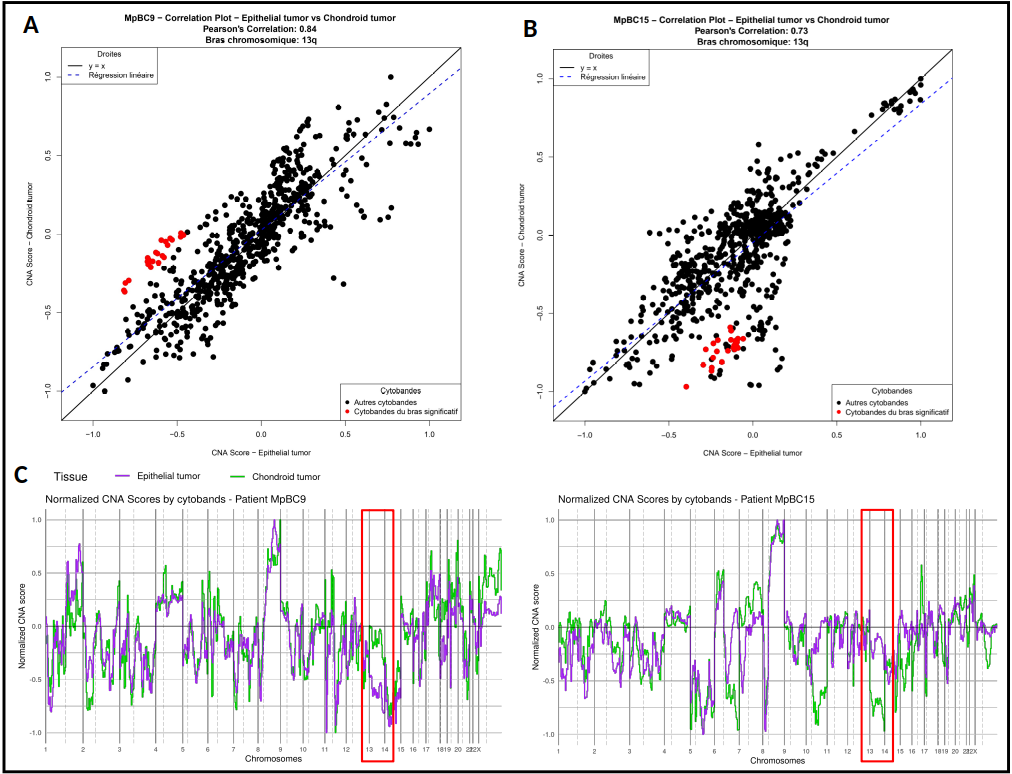 A
MpBC9 − Correlation Plot − Epithelial tumor vs Chondroid tumor
Pearson's Correlation: 0.84
Bras chromosomique: 13q
Droites
y = x
Régression linéaire
1.0
0.5
0.0
−0.5
−1.0
CNA Score − Chondroid tumor
Cytobandes
Autres cytobandes
Cytobandes du bras significatif
−1.0 −0.5 0.0 0.5 1.0
CNA Score − Epithelial tumor
B
MpBC15 − Correlation Plot − Epithelial tumor vs Chondroid tumor
Pearson's Correlation: 0.73
Bras chromosomique: 13q
Droites
y = x
Régression linéaire
1.0
0.5
0.0
−0.5
−1.0
CNA Score − Chondroid tumor
Cytobandes
Autres cytobandes
Cytobandes du bras significatif
−1.0 −0.5 0.0 0.5 1.0
CNA Score − Epithelial tumor
C
Tissue Epithelial tumor Chondroid tumor
Normalized CNA Scores by cytobands - Patient MpBC9
1.0
0.5
0.0
-0.5
-1.0
Normalized CNA score
1 2 3 4 5 6 7 8 9 10 11 12 13 14 15 16 17 1819 20 2122X
Chromosomes
Normalized CNA Scores by cytobands - Patient MpBC15
1.0
0.5
0.0
-0.5
-1.0
Normalized CNA score
1 2 3 4 5 6 7 8 9 10 11 12 13 14 15 16 17 18 19 20 2122X
Chromosomes